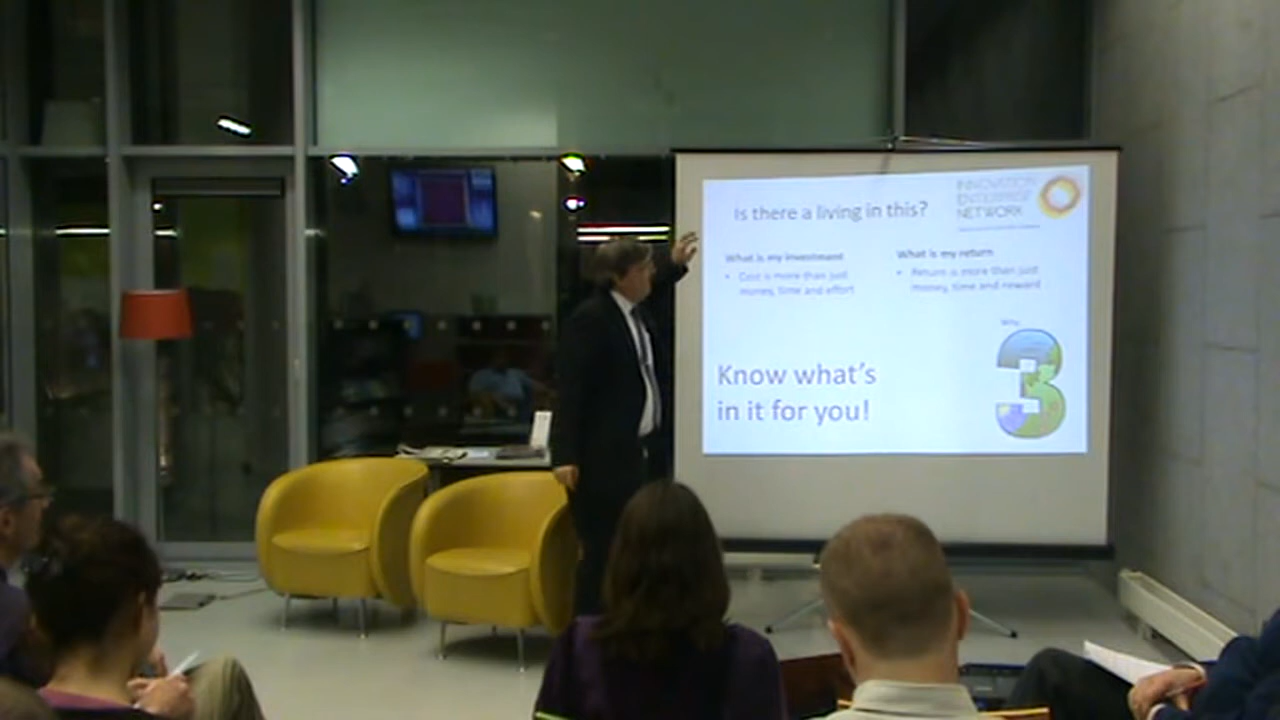 Is there a living in this?
INNOVATION
ENTERPRISE
NETWORK
What is my investment
• Cost is more than just
money, time and effort
What is my return
• Return is more than just
money, time and reward
Why
3
Know what's
in it for you!